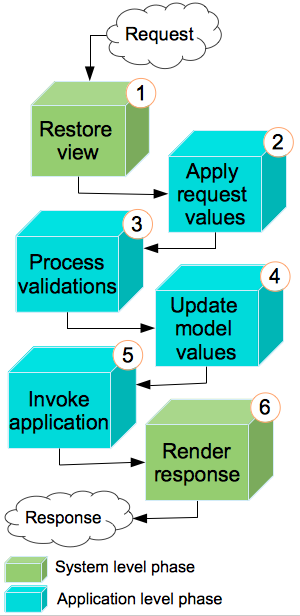 Request
1
Restore
view
2
Apply
request
values
3
Process
validations
4
Update
model
values
5
Invoke
application
6
Render
response
Response
System level phase
Application level phase